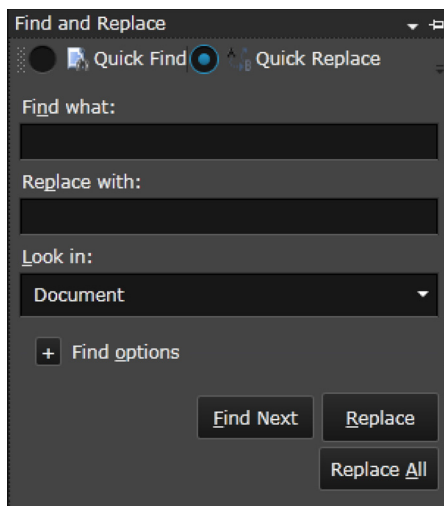 Find and Replace
Quick Find Quick Replace
Find what:
Replace with:
Look in:
Document
+ Find options
Find Next Replace
Replace All